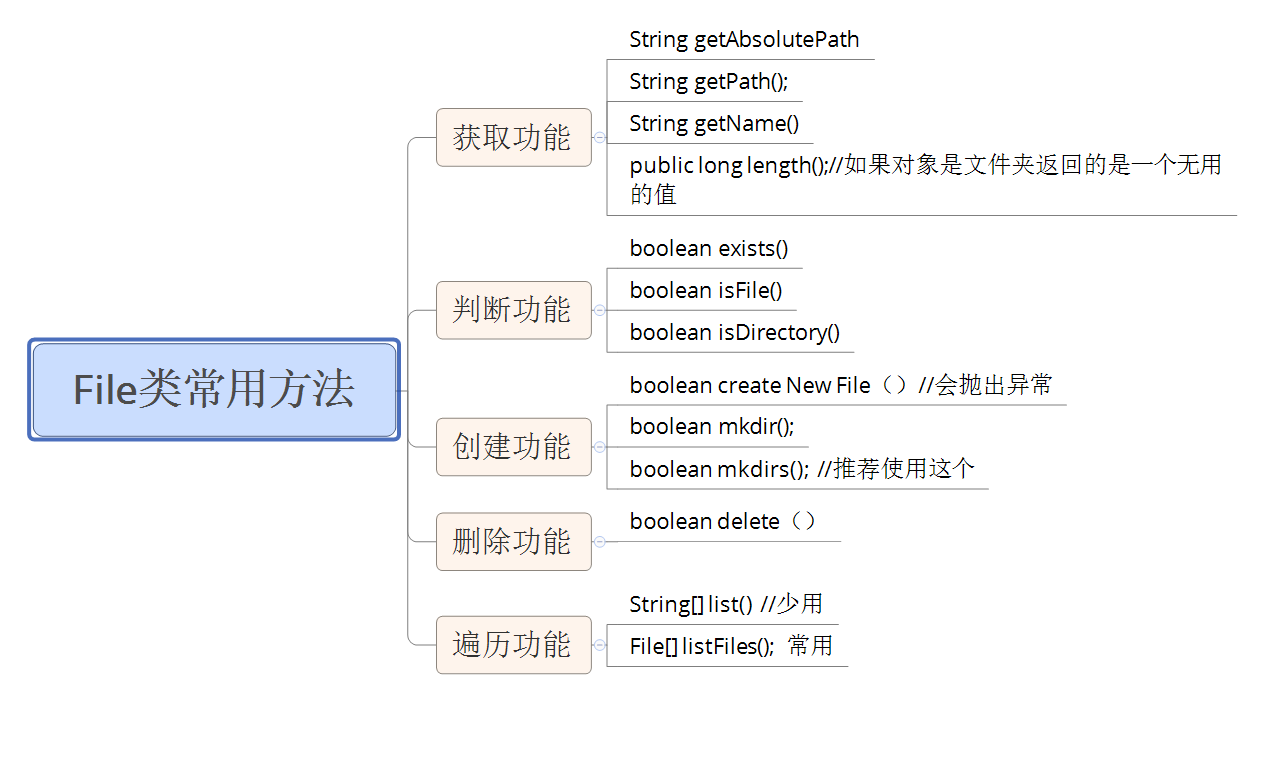 File类常用方法
获取功能
String getAbsolutePath
String getPath();
String getName()
public long length();//如果对象是文件夹返回的是一个无用
的值
判断功能
boolean exists()
boolean isFile()
boolean isDirectory()
创建功能
boolean create New File（）//会抛出异常
boolean mkdir();
boolean mkdirs(); //推荐使用这个
删除功能
boolean delete（）
遍历功能
String[] list() //少用
File[] listFiles(); 常用